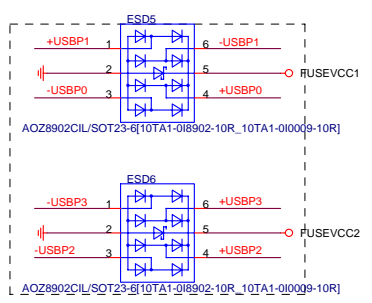 ESD5
+USBP1 1 6 -USBP1
2 5 FUSEVCC1
-USBP0 3 4 +USBP0
AOZ8902CIL/SOT23-6[10TA1-0I8902-10R_10TA1-0I0009-10R]
ESD6
-USBP3 1 6 +USBP3
2 5 FUSEVCC2
-USBP2 3 4 +USBP2
AOZ8902CIL/SOT23-6[10TA1-0I8902-10R_10TA1-0I0009-10R]